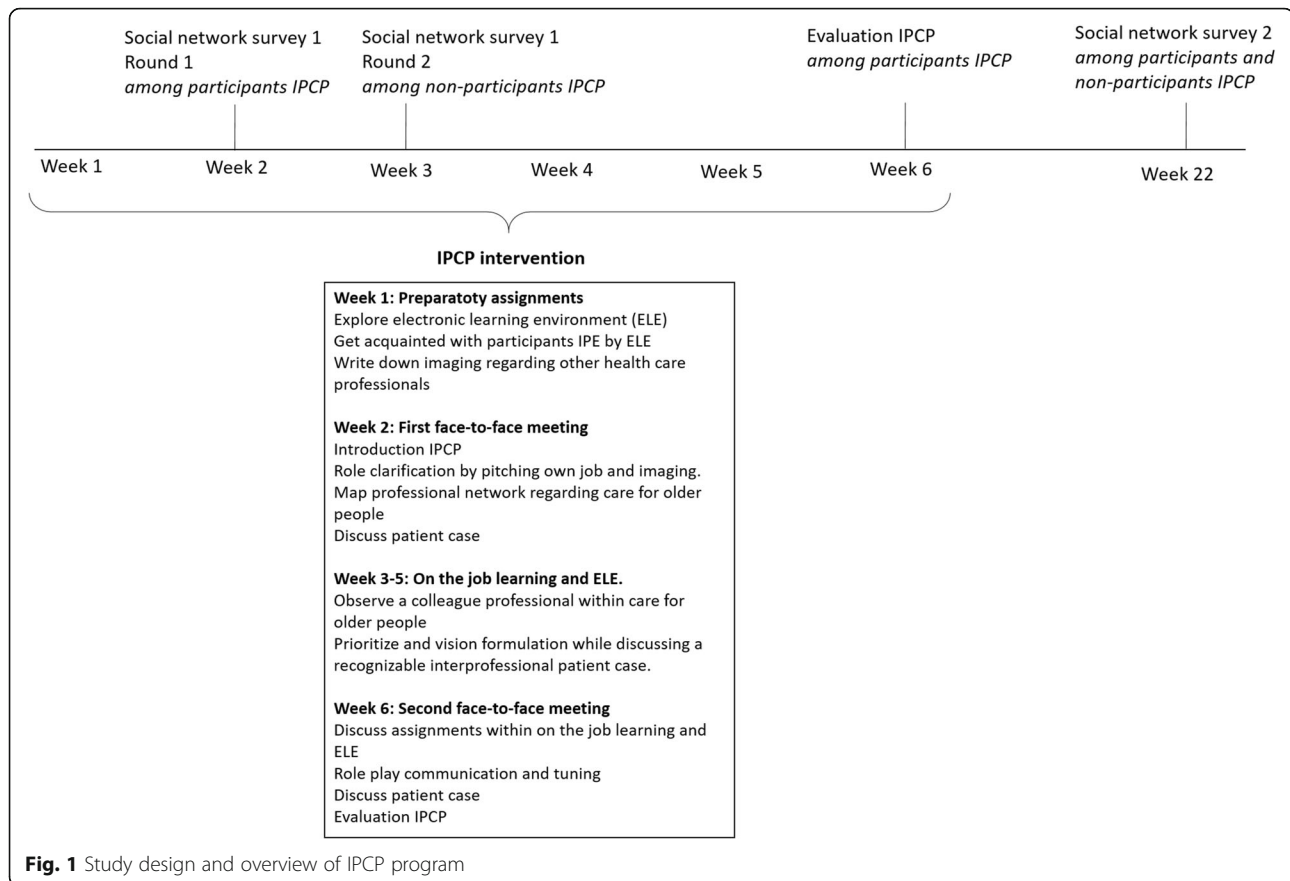 Social network survey 1
Round 1
among participants IPCP
Social network survey 1
Round 2
among non-participants IPCP
Evaluation IPCP
among participants IPCP
Social network survey 2
among participants and
non-participants IPCP
Week 1
Week 2
Week 3
Week 4
Week 5
Week 6
Week 22
IPCP intervention
Week 1: Preparatoty assignments
Explore electronic learning environment (ELE)
Get acquainted with participants IPE by ELE
Write down imaging regarding other health care
professionals
Week 2: First face-to-face meeting
Introduction IPCP
Role clarification by pitching own job and imaging.
Map professional network regarding care for older
people
Discuss patient case
Week 3-5: On the job learning and ELE.
Observe a colleague professional within care for
older people
Prioritize and vision formulation while discussing a
recognizable interprofessional patient case.
Week 6: Second face-to-face meeting
Discuss assignments within on the job learning and
ELE
Role play communication and tuning
Discuss patient case
Evaluation IPCP
Fig. 1 Study design and overview of IPCP program